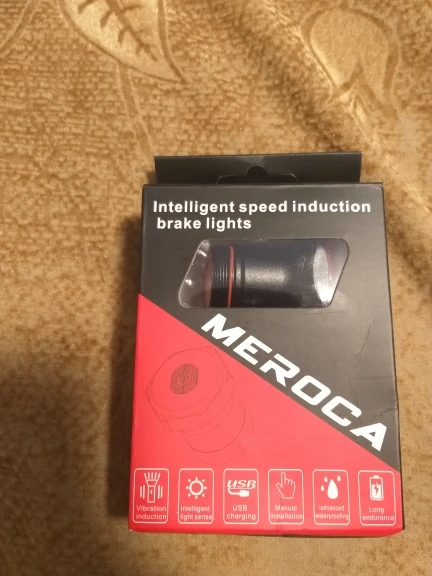 Intelligent speed induction
brake lights
MEROCA
Vibration
induction
Intelligent
light sense
USB
USB
charging
Manual
installation
advanced
waterproofing
Long
endurance